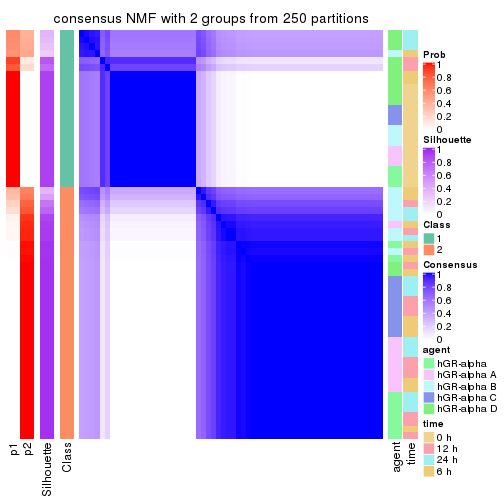 consensus NMF with 2 groups from 250 partitions
Prob
1
0.8
0.6
0.4
0.2
0
Silhouette
1
0.8
0.6
0.4
0.2
0
Class
1
2
Consensus
1
0.8
0.6
0.4
0.2
0
agent
hGR-alpha
hGR-alpha A
hGR-alpha B
hGR-alpha C
hGR-alpha D
time
0 h
12 h
24 h
6 h
p1
p2
Silhouette
Class
agent
time